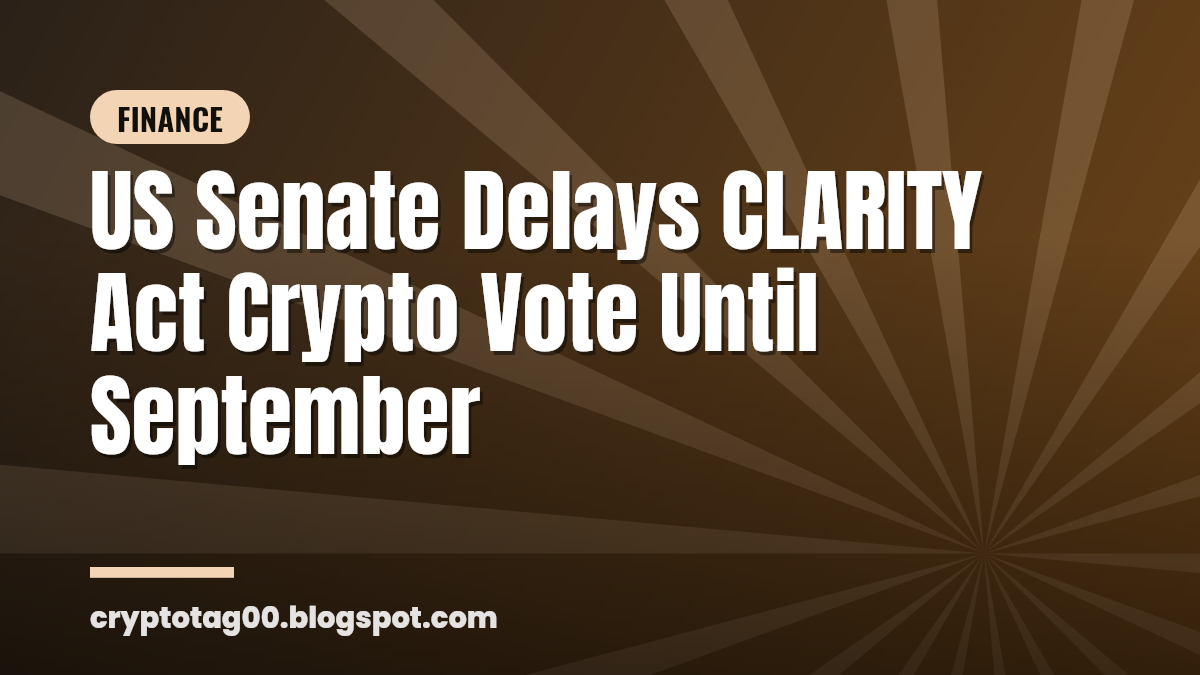 FINANCE
US Senate Delays CLARITY
Act Crypto Vote Until
September
cryptotag00.blogspot.com